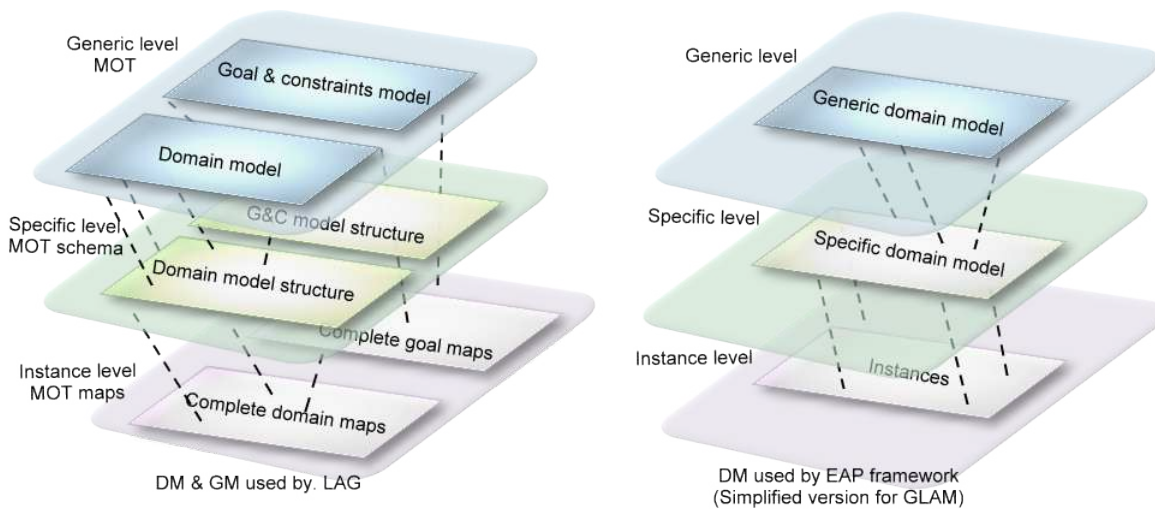 Generic level
MOT
Goal & constraints model
Domain model
Specific level
MOT schema
G&C model structure
Domain model structure
Instance level
MOT maps
Complete goal maps
Complete domain maps
DM & GM used by. LAG
Generic level
Generic domain model
Specific level
Specific domain model
Instance level
Instances
DM used by EAP framework
(Simplified version for GLAM)